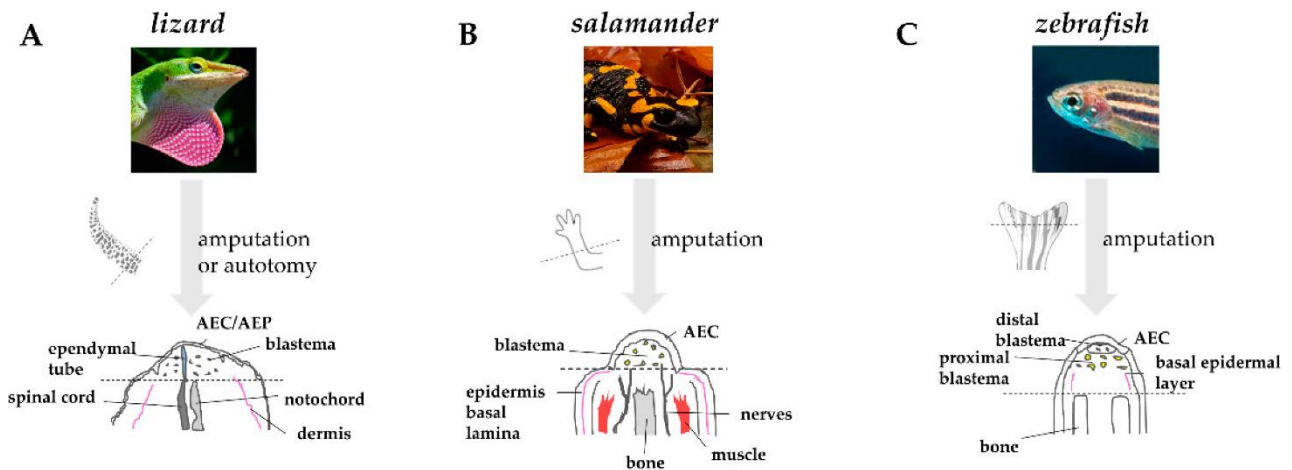 A
lizard
amputation
or autotomy
AEC/AEP
ependymal
tube
blastema
spinal cord
notochord
dermis
B
salamander
amputation
AEC
blastema
epidermis
basal
lamina
nerves
muscle
bone
C
zebrafish
amputation
distal
blastema
AEC
proximal
blastema
basal epidermal
layer
bone